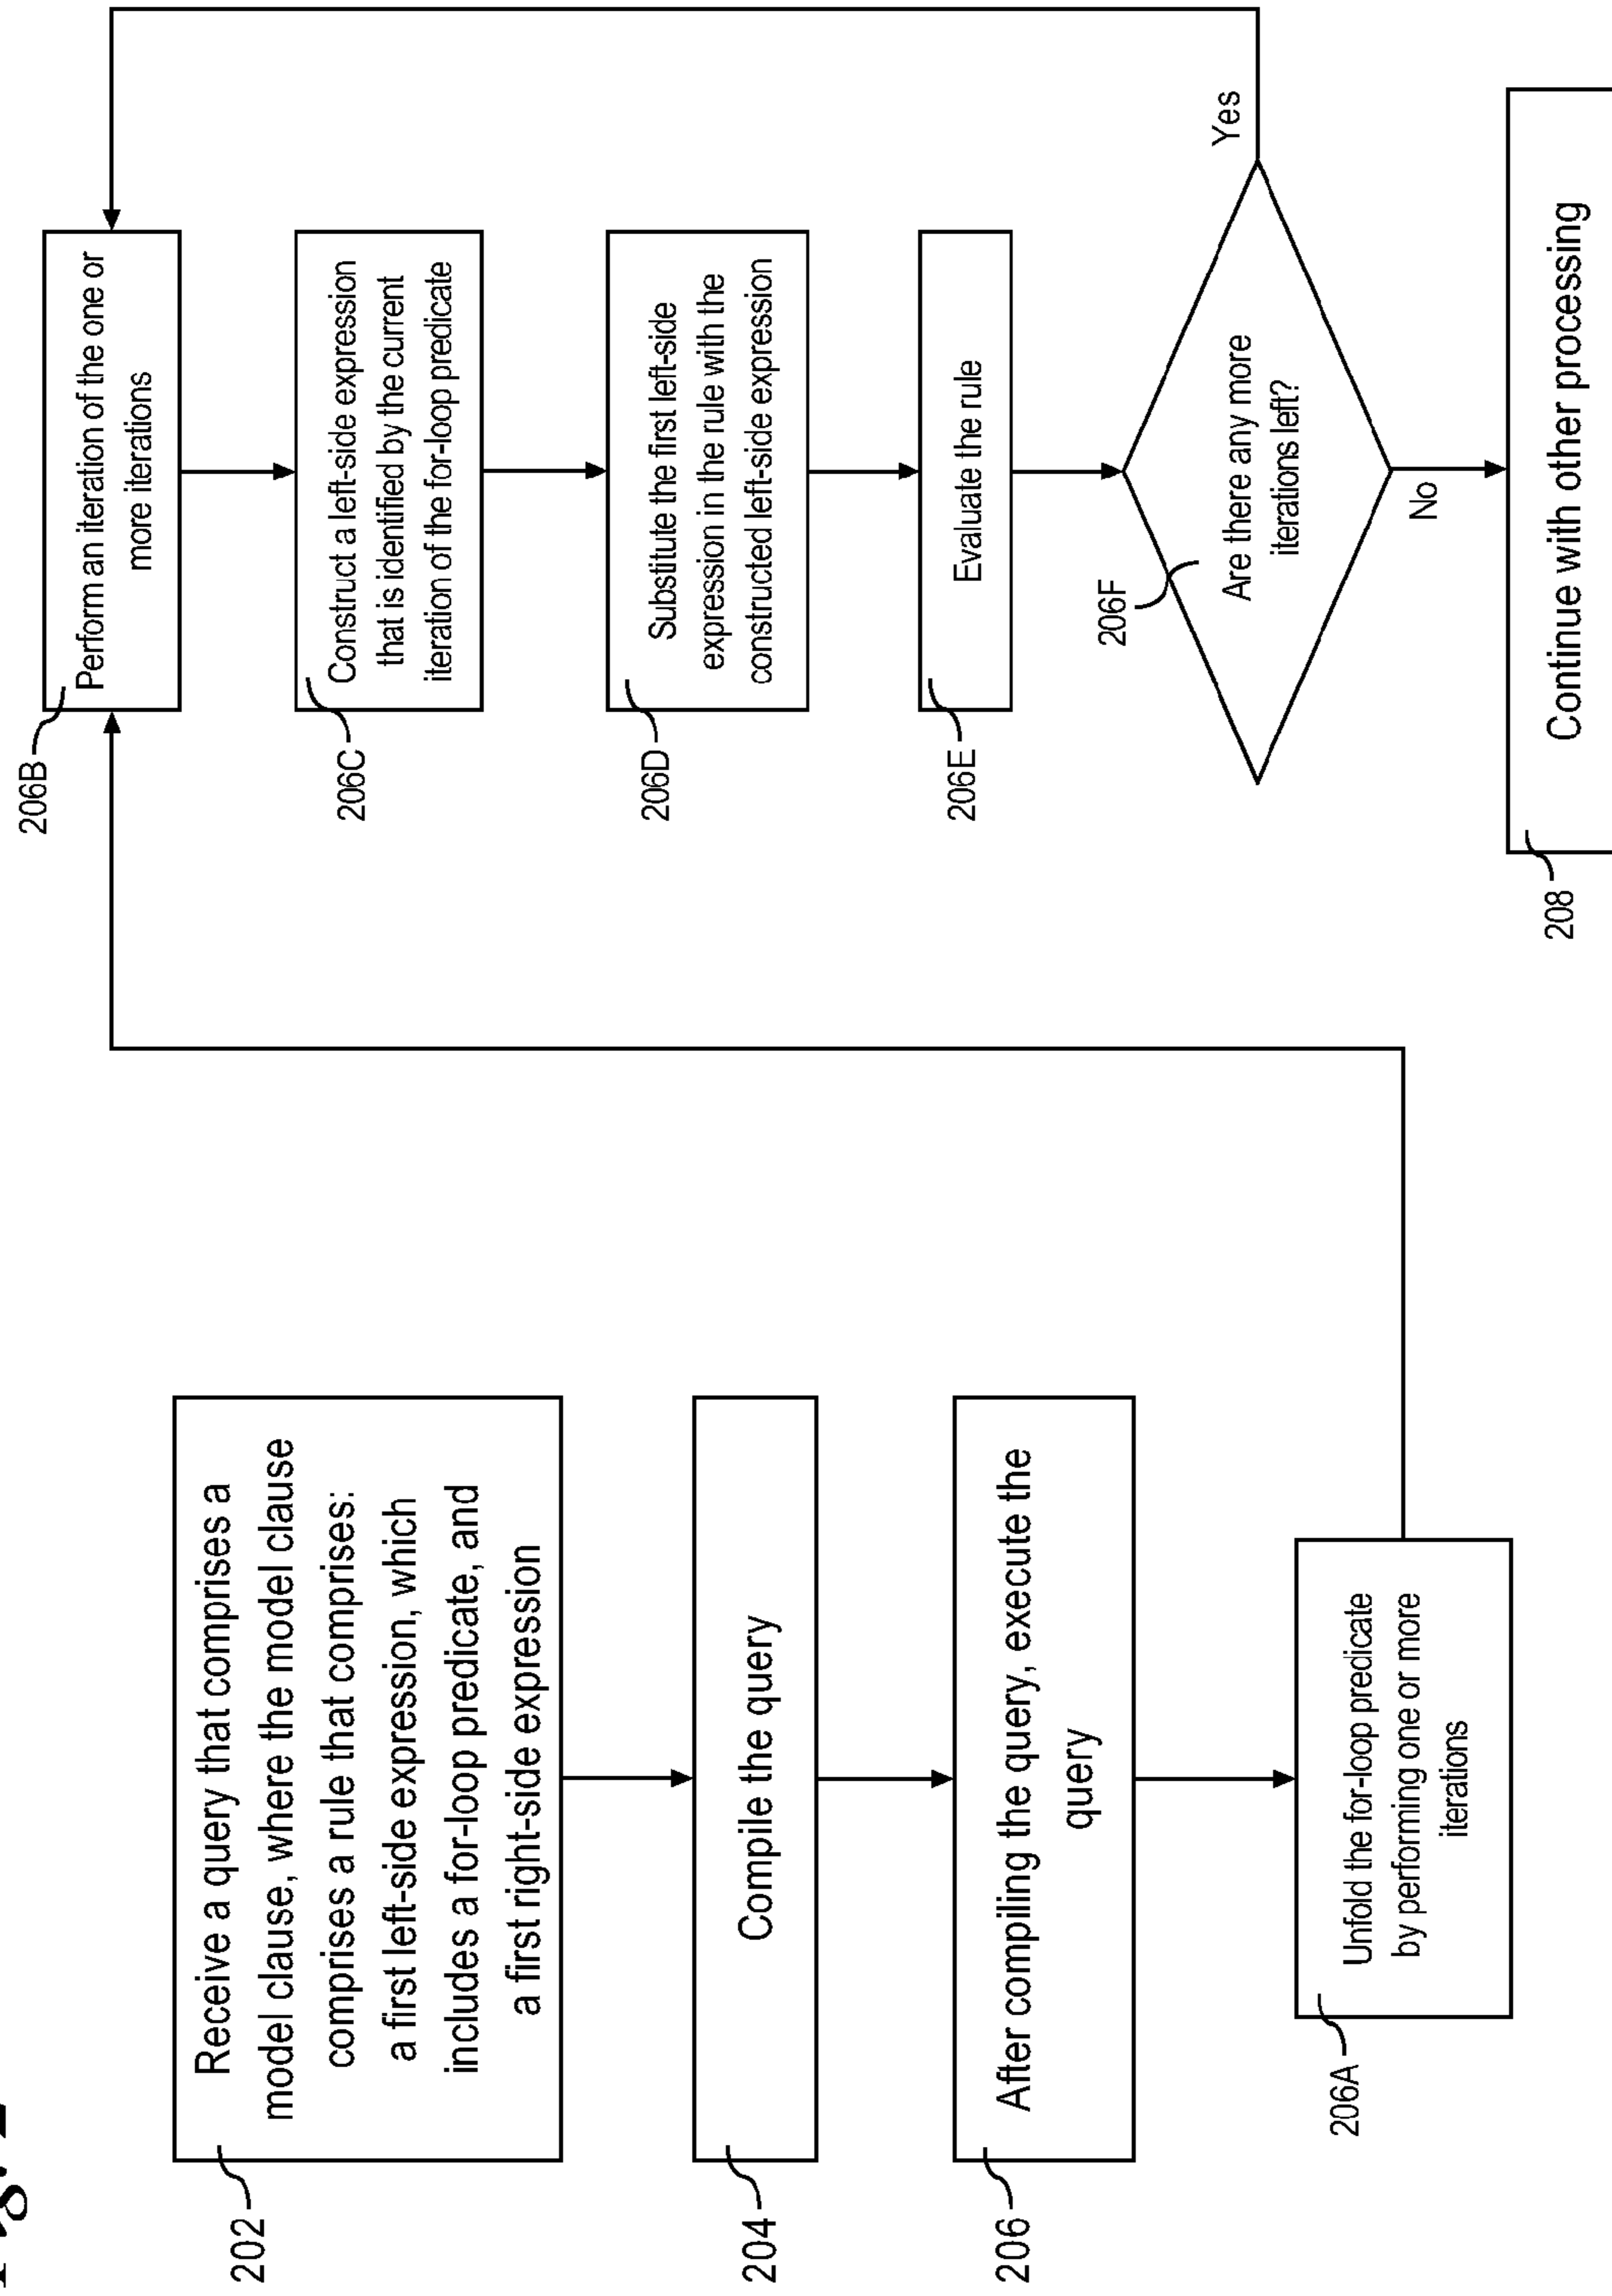 202
Receive a query that comprises a
model clause, where the model clause
comprises a rule that comprises:
a first left-side expression, which
includes a for-loop predicate, and
a first right-side expression
204
Compile the query
206
After compiling the query, execute the
query
206A
Unfold the for-loop predicate
by performing one or more
iterations
206B
Perform an iteration of the one or
more iterations
206C
Construct a left-side expression
that is identified by the current
iteration of the for-loop predicate
206D
Substitute the first left-side
expression in the rule with the
constructed left-side expression
206E
Evaluate the rule
206F
Are there any more
iterations left?
Yes
No
208
Continue with other processing